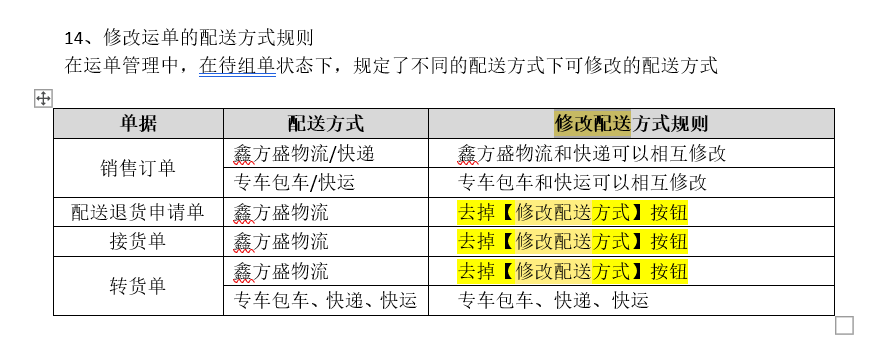 14、修改运单的配送方式规则
在运单管理中，在待组单状态下，规定了不同的配送方式下可修改的配送方式
单据 配送方式 修改配送方式规则
销售订单 鑫方盛物流/快递 鑫方盛物流和快递可以相互修改
专车包车/快运 专车包车和快运可以相互修改
配送退货申请单 鑫方盛物流 去掉【修改配送方式】按钮
接货单 鑫方盛物流 去掉【修改配送方式】按钮
转货单 鑫方盛物流 去掉【修改配送方式】按钮
专车包车、快递、快运 专车包车、快递、快运